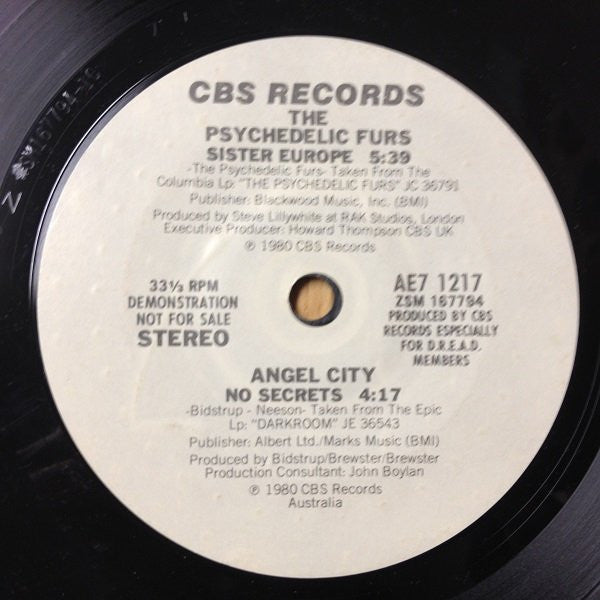 CBS RECORDS
THE
PSYCHEDELIC FURS
SISTER EUROPE 5:39
-The Psychedelic Furs- Taken From The
Columbia Lp: "THE PSYCHEDELIC FURS" JC 36791
Publisher: Blackwood Music, Inc. (BMI)
Produced by Steve Lillywhite at RAK Studios, London
Executive Producer: Howard Thompson CBS UK
℗ 1980 CBS Records
33⅓ RPM
DEMONSTRATION
NOT FOR SALE
STEREO
AE7 1217
ZSM 167794
PRODUCED BY CBS
RECORDS ESPECIALLY
FOR D.R.E.A.D.
MEMBERS
ANGEL CITY
NO SECRETS 4:17
-Bidstrup - Neeson- Taken From The Epic
Lp: "DARKROOM" JE 36543
Publisher: Albert Ltd./Marks Music (BMI)
Produced by Bidstrup/Brewster/Brewster
Production Consultant: John Boylan
℗ 1980 CBS Records
Australia